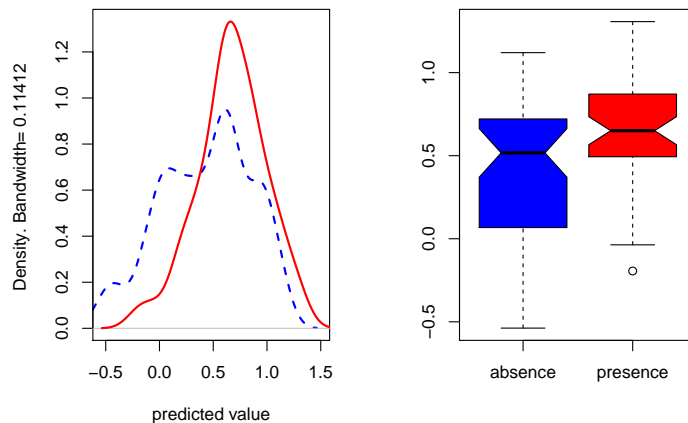 Density. Bandwidth= 0.11412
0.0 0.2 0.4 0.6 0.8 1.0 1.2
−0.5 0.0 0.5 1.0 1.5
predicted value
−0.5 0.0 0.5 1.0
absence presence